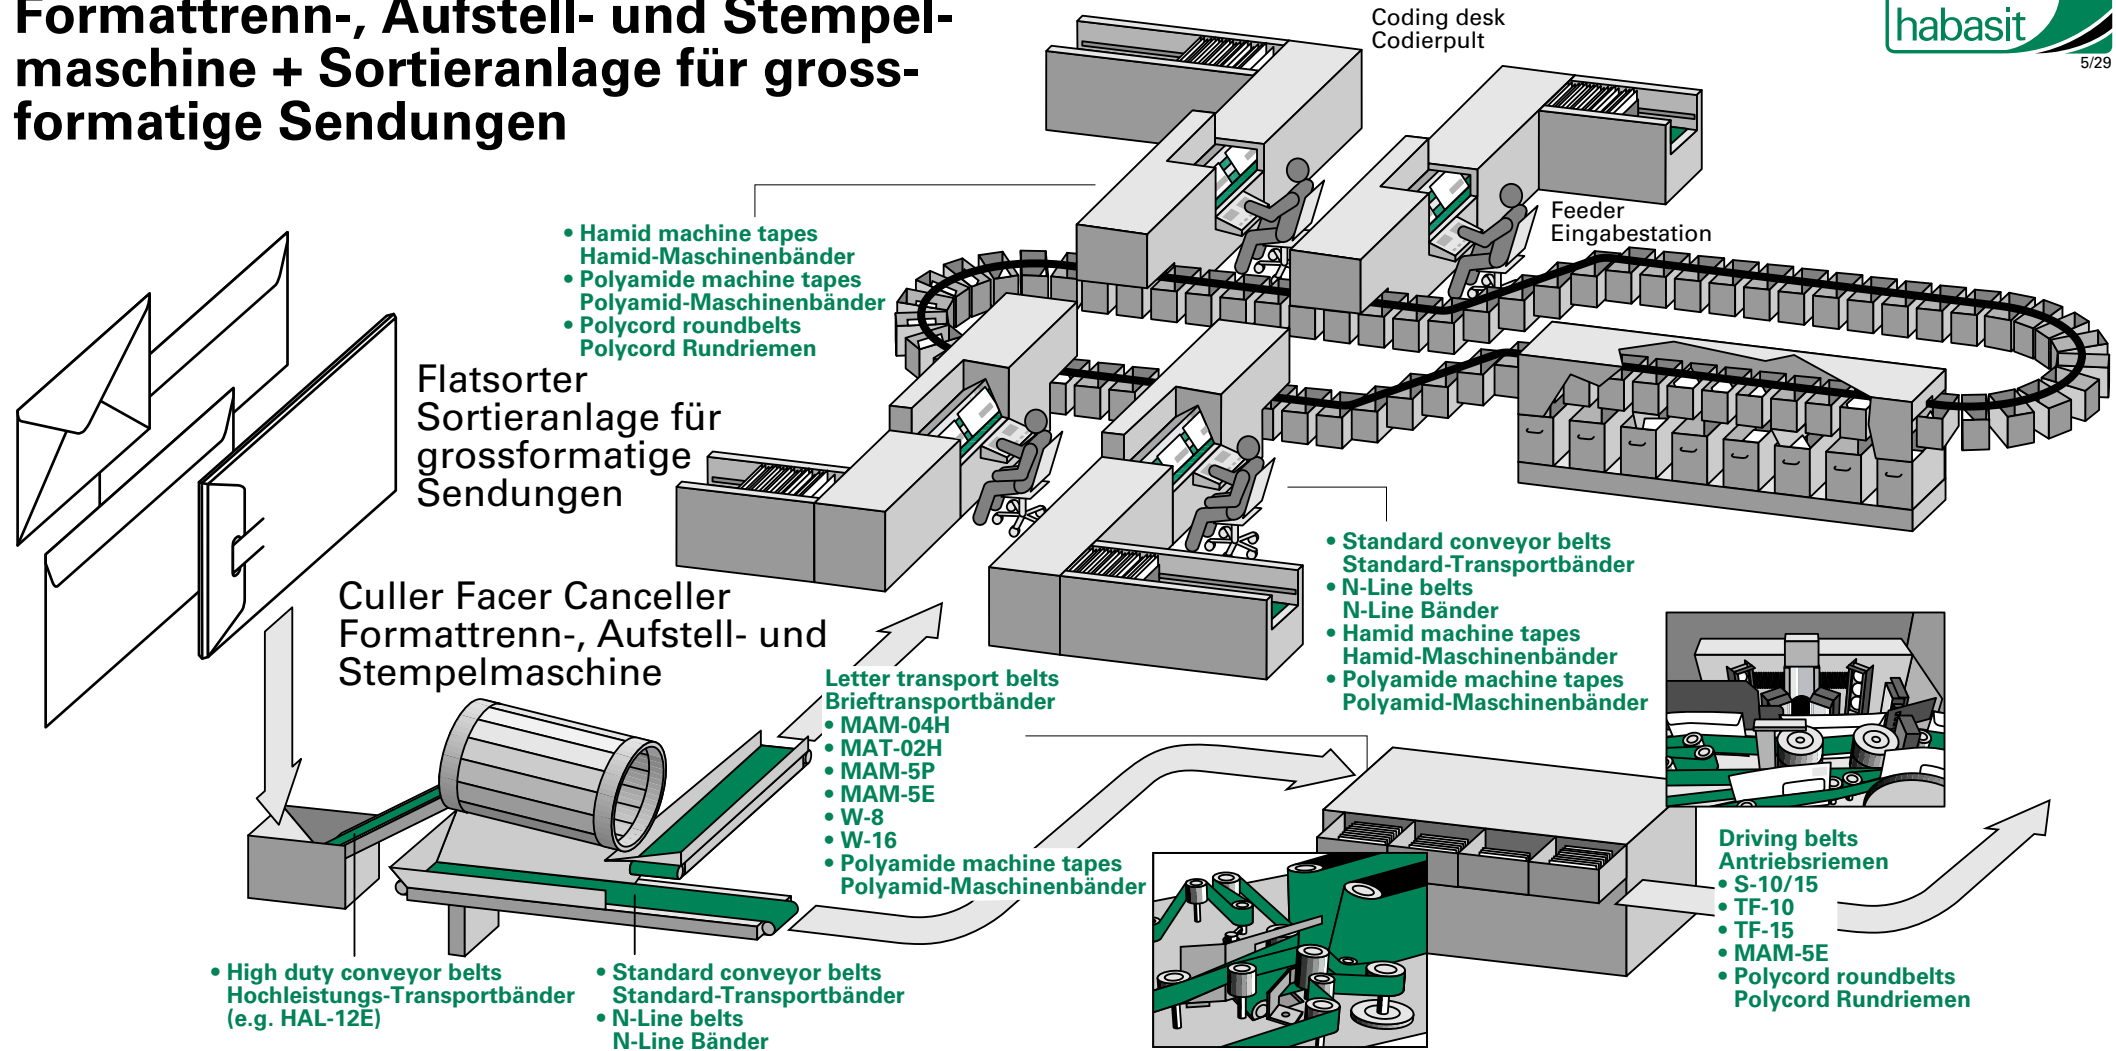 Formattrenn-, Aufstell- und Stempel-
maschine + Sortieranlage für gross-
formatige Sendungen
Coding desk
Codierpult
habasit
5/29
Feeder
Eingabestation
• Hamid machine tapes
Hamid-Maschinenbänder
• Polyamide machine tapes
Polyamid-Maschinenbänder
• Polycord roundbelts
Polycord Rundriemen
Flatsorter
Sortieranlage für
grossformatige
Sendungen
• Standard conveyor belts
Standard-Transportbänder
• N-Line belts
N-Line Bänder
• Hamid machine tapes
Hamid-Maschinenbänder
• Polyamide machine tapes
Polyamid-Maschinenbänder
Culler Facer Canceller
Formattrenn-, Aufstell- und
Stempelmaschine
Letter transport belts
Brieftransportbänder
• MAM-04H
• MAT-02H
• MAM-5P
• MAM-5E
• W-8
• W-16
• Polyamide machine tapes
Polyamid-Maschinenbänder
Driving belts
Antriebsriemen
• S-10/15
• TF-10
• TF-15
• MAM-5E
• Polycord roundbelts
Polycord Rundriemen
• High duty conveyor belts
Hochleistungs-Transportbänder
(e.g. HAL-12E)
• Standard conveyor belts
Standard-Transportbänder
• N-Line belts
N-Line Bänder